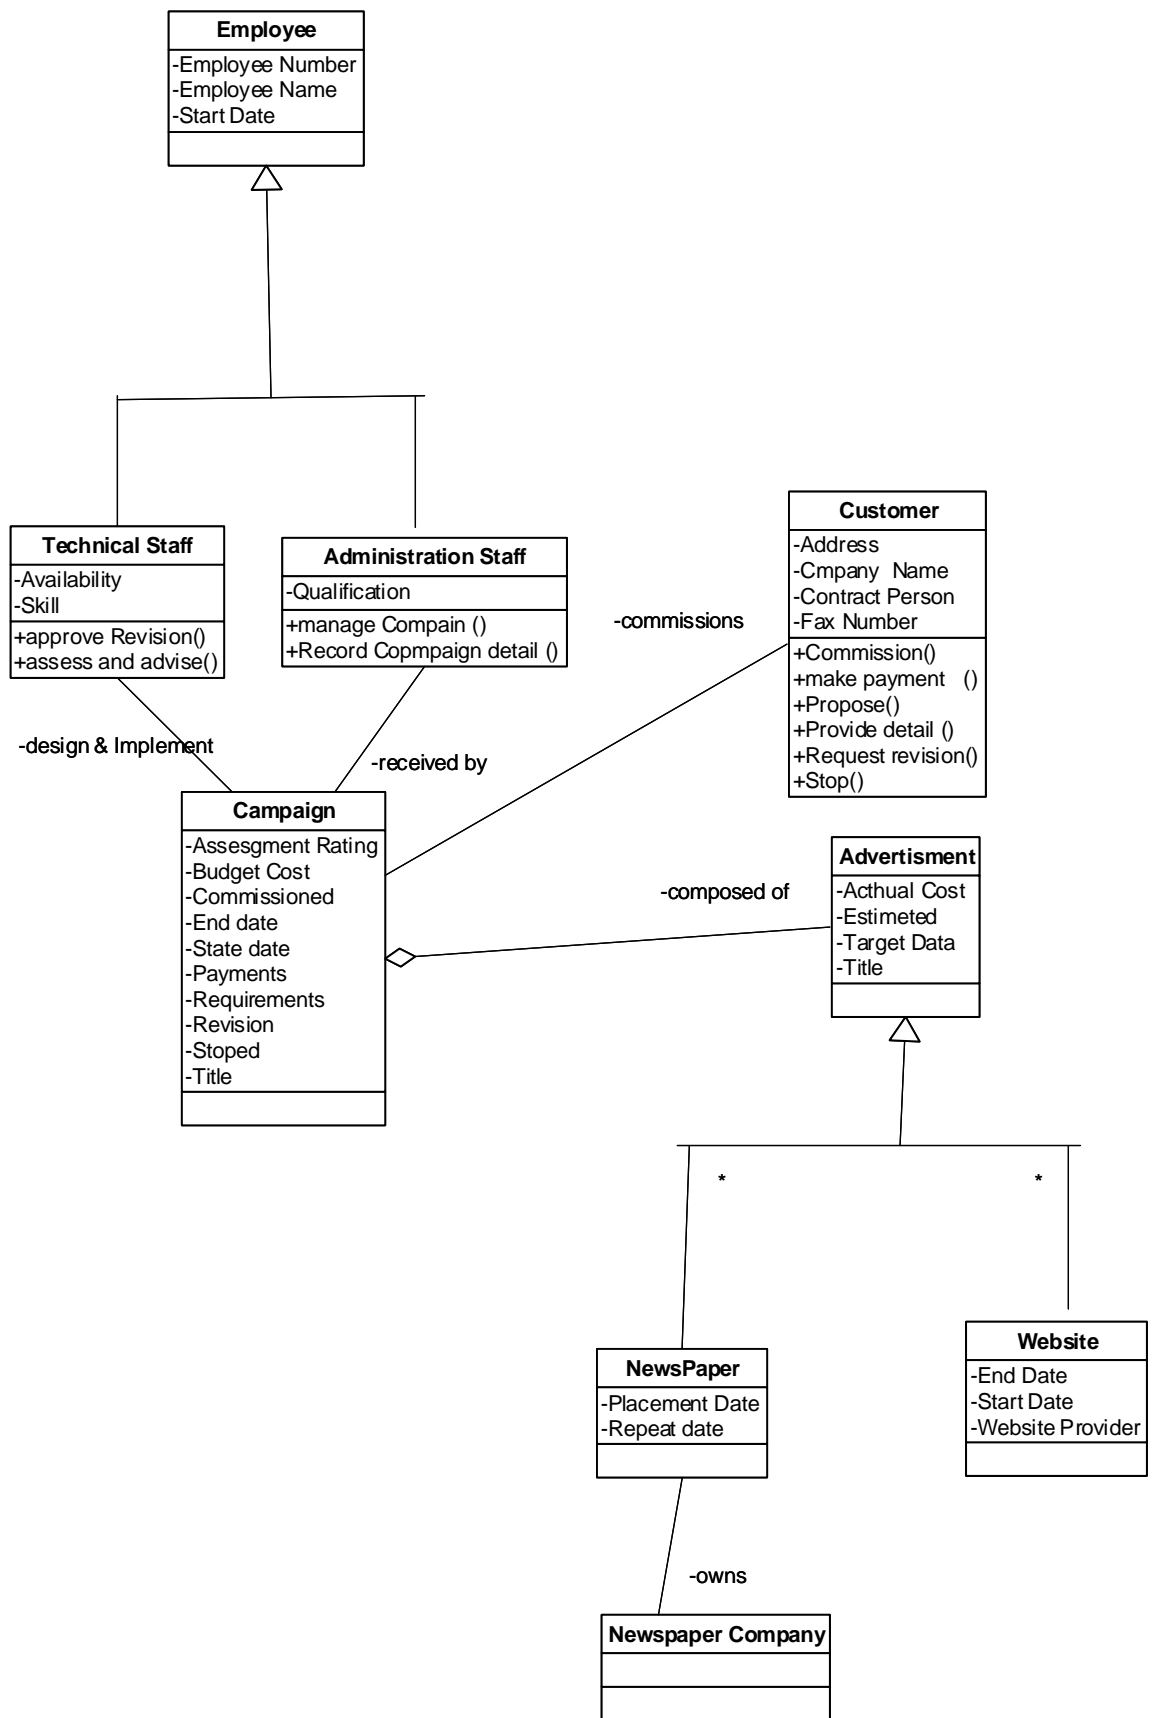 Employee
-Employee Number
-Employee Name
-Start Date
Technical Staff
-Availability
-Skill
+approve Revision()
+assess and advise()
Administration Staff
-Qualification
+manage Compain ()
+Record Copmpaign detail ()
Customer
-Address
-Cmpany Name
-Contract Person
-Fax Number
+Commission()
+make payment ()
+Propose()
+Provide detail ()
+Request revision()
+Stop()
-commissions
-design & Implement
-received by
Campaign
-Assesgment Rating
-Budget Cost
-Commissioned
-End date
-State date
-Payments
-Requirements
-Revision
-Stoped
-Title
-composed of
Advertisment
-Acthual Cost
-Estimeted
-Target Data
-Title
*
*
NewsPaper
-Placement Date
-Repeat date
Website
-End Date
-Start Date
-Website Provider
-owns
Newspaper Company